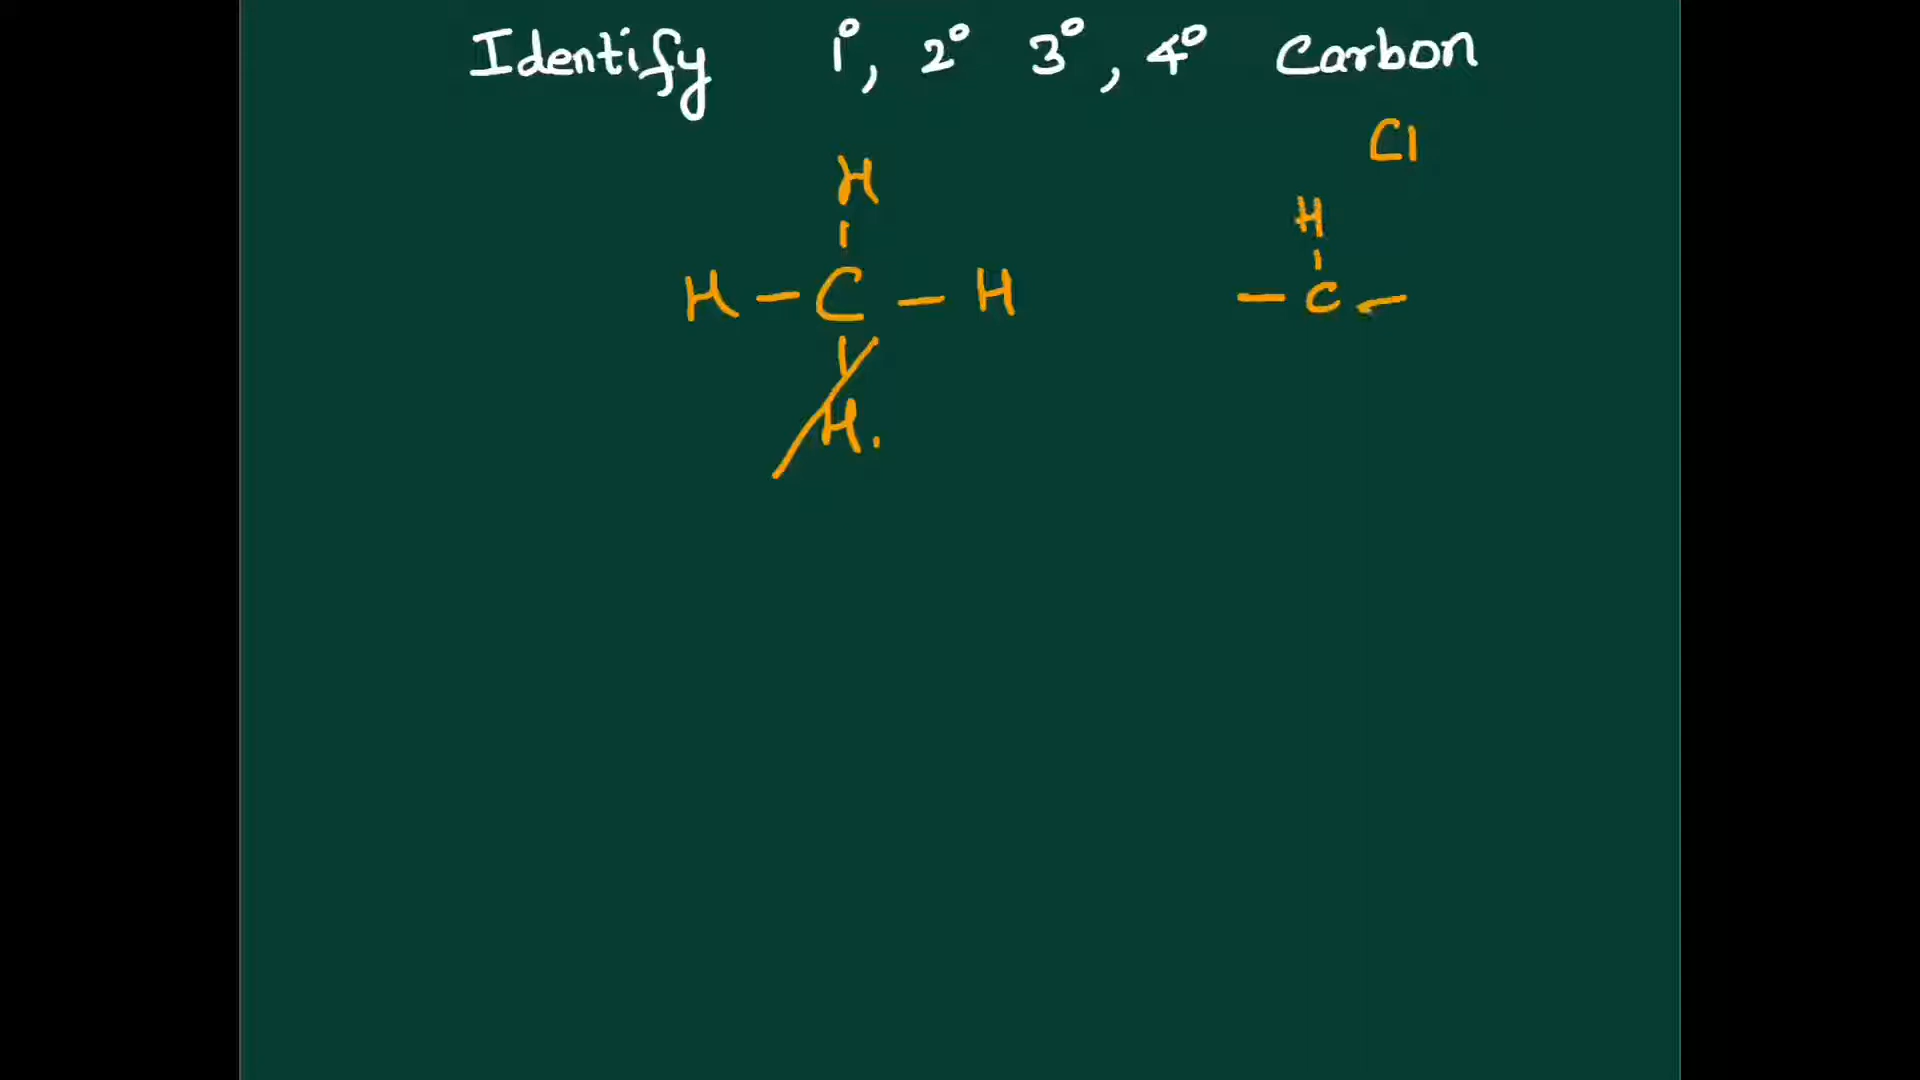 Identify 1°, 2° 3°, 4° Carbon
Cl
H
H
H - C - H
- C -
H.